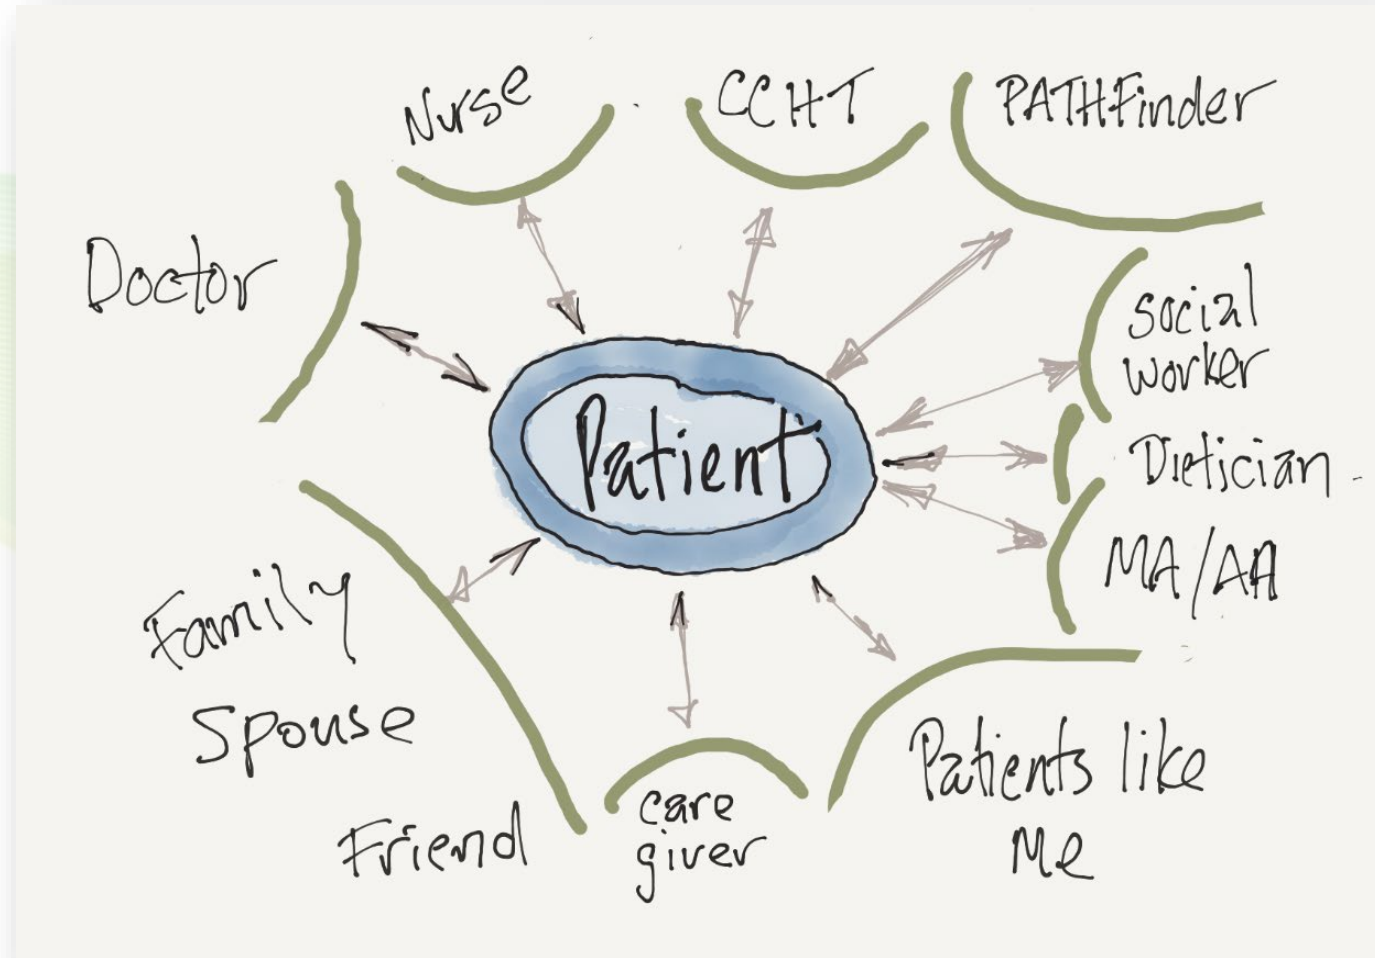 Nurse
CCHT
PATHFinder
Doctor
social
worker
Patient
Dietician
MA/AA
Family
Spouse
Friend
care
giver
Patients like
Me